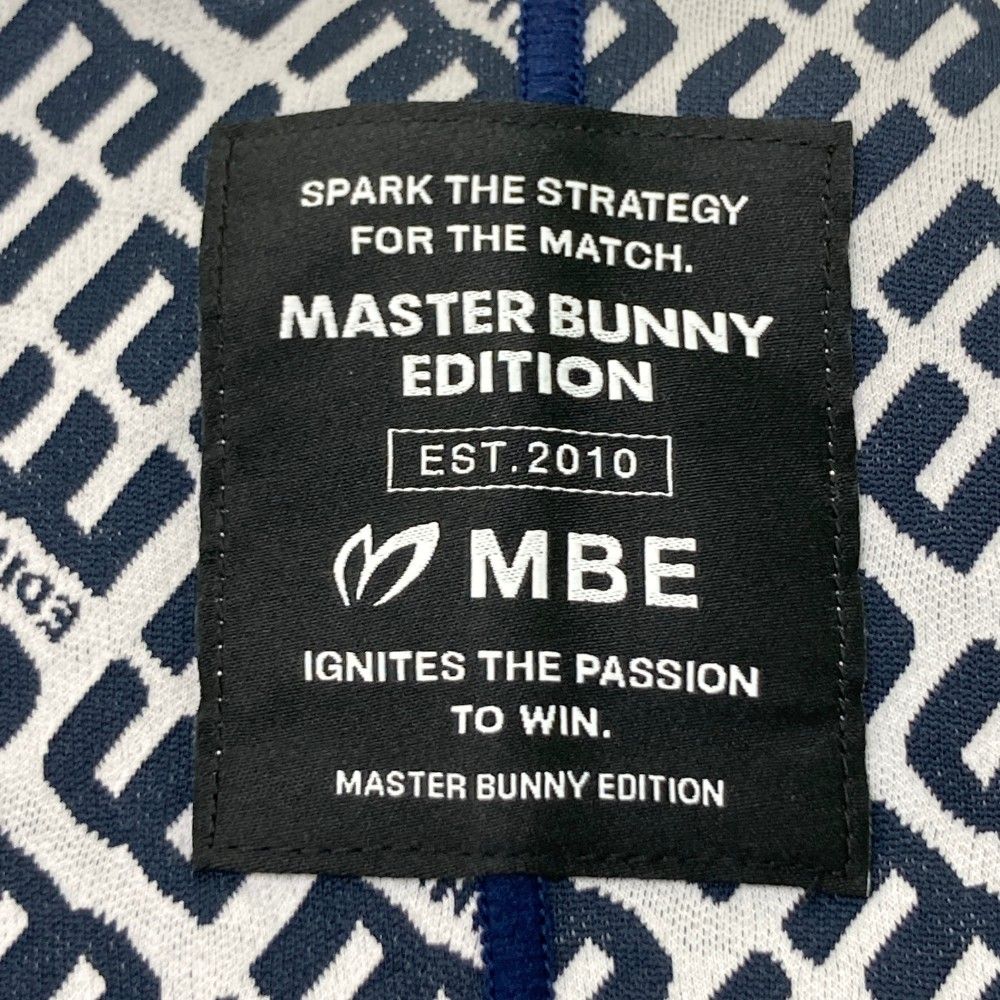 SPARK THE STRATEGY
FOR THE MATCH.
MASTER BUNNY
EDITION
EST.2010
MBE
IGNITES THE PASSION
TO WIN.
MASTER BUNNY EDITION